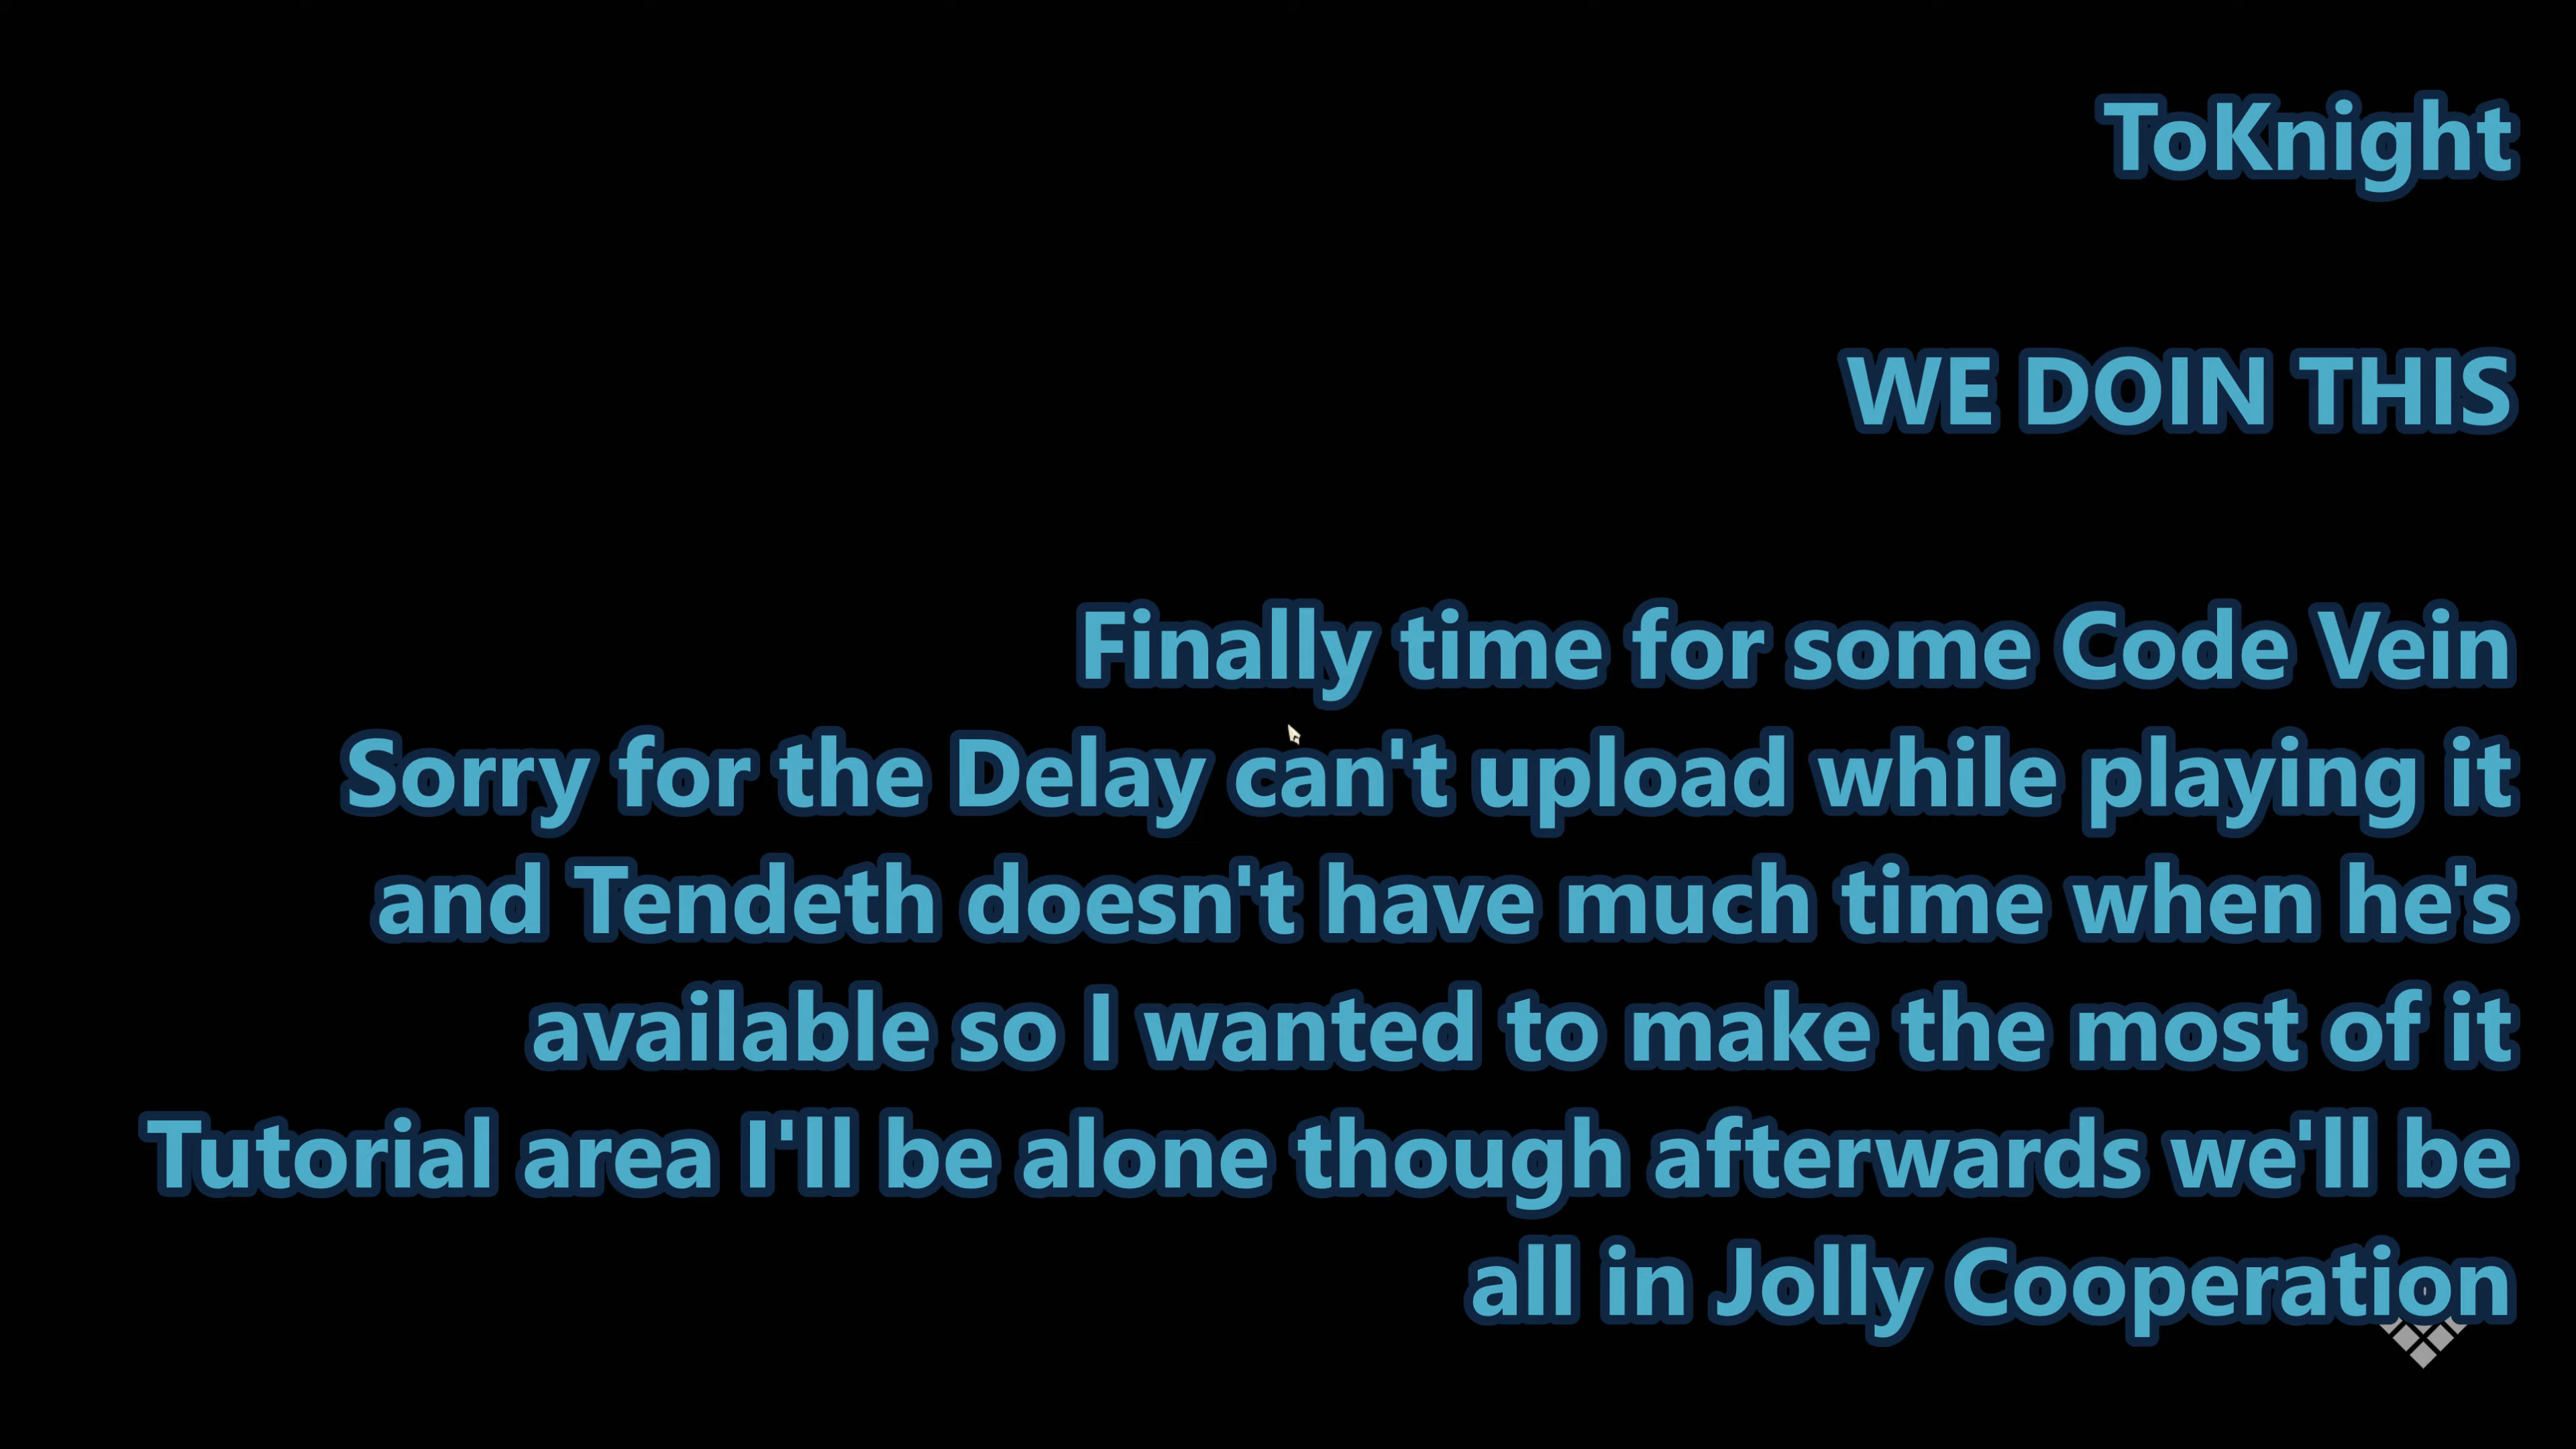 ToKnight
WE DOIN THIS
Finally time for some Code Vein
Sorry for the Delay can't upload while playing it
and Tendeth doesn't have much time when he's
available so I wanted to make the most of it
Tutorial area I'll be alone though afterwards we'll be
all in Jolly Cooperation